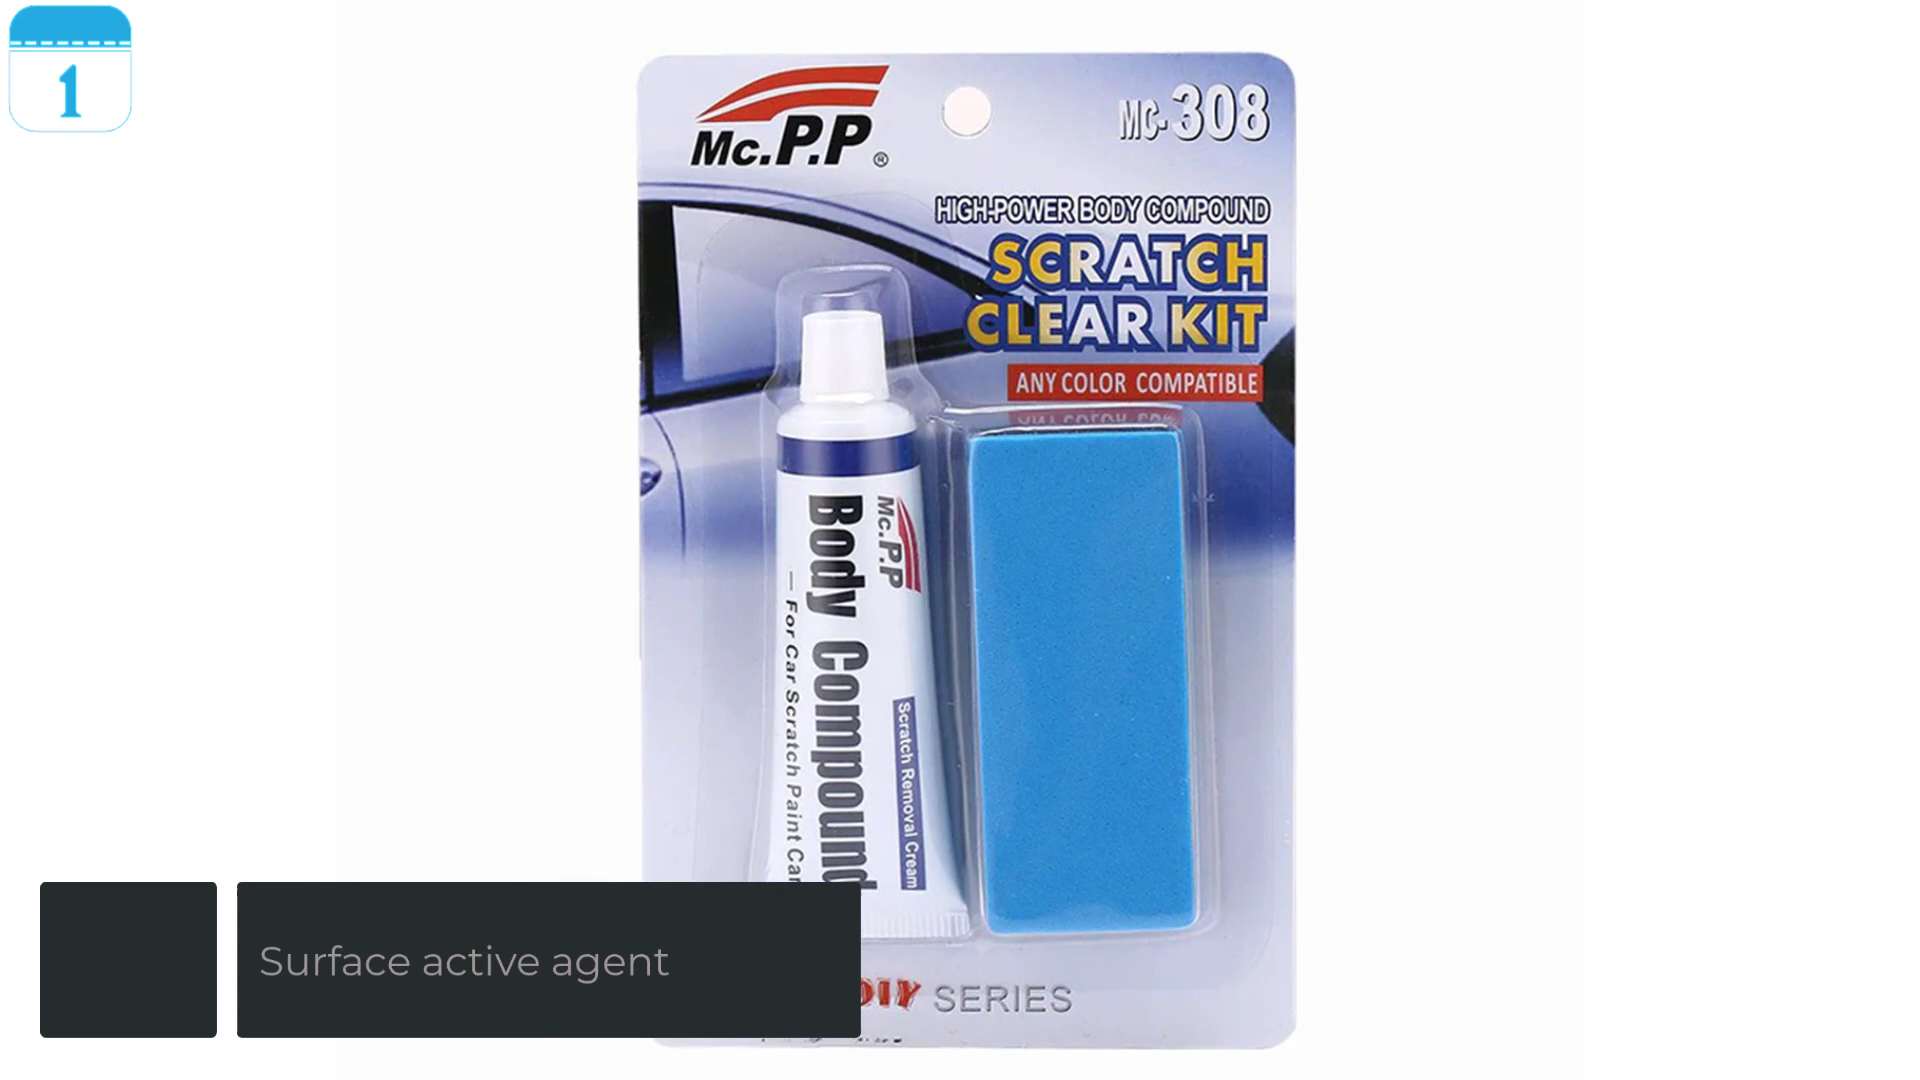 1
Mc.P.P ®
MC-308
HIGH-POWER BODY COMPOUND
SCRATCH
CLEAR KIT
ANY COLOR COMPATIBLE
Mc.P.P
Body Compound
— For Car Scratch Paint Car
Scratch Removal Cream
Surface active agent
DIY SERIES